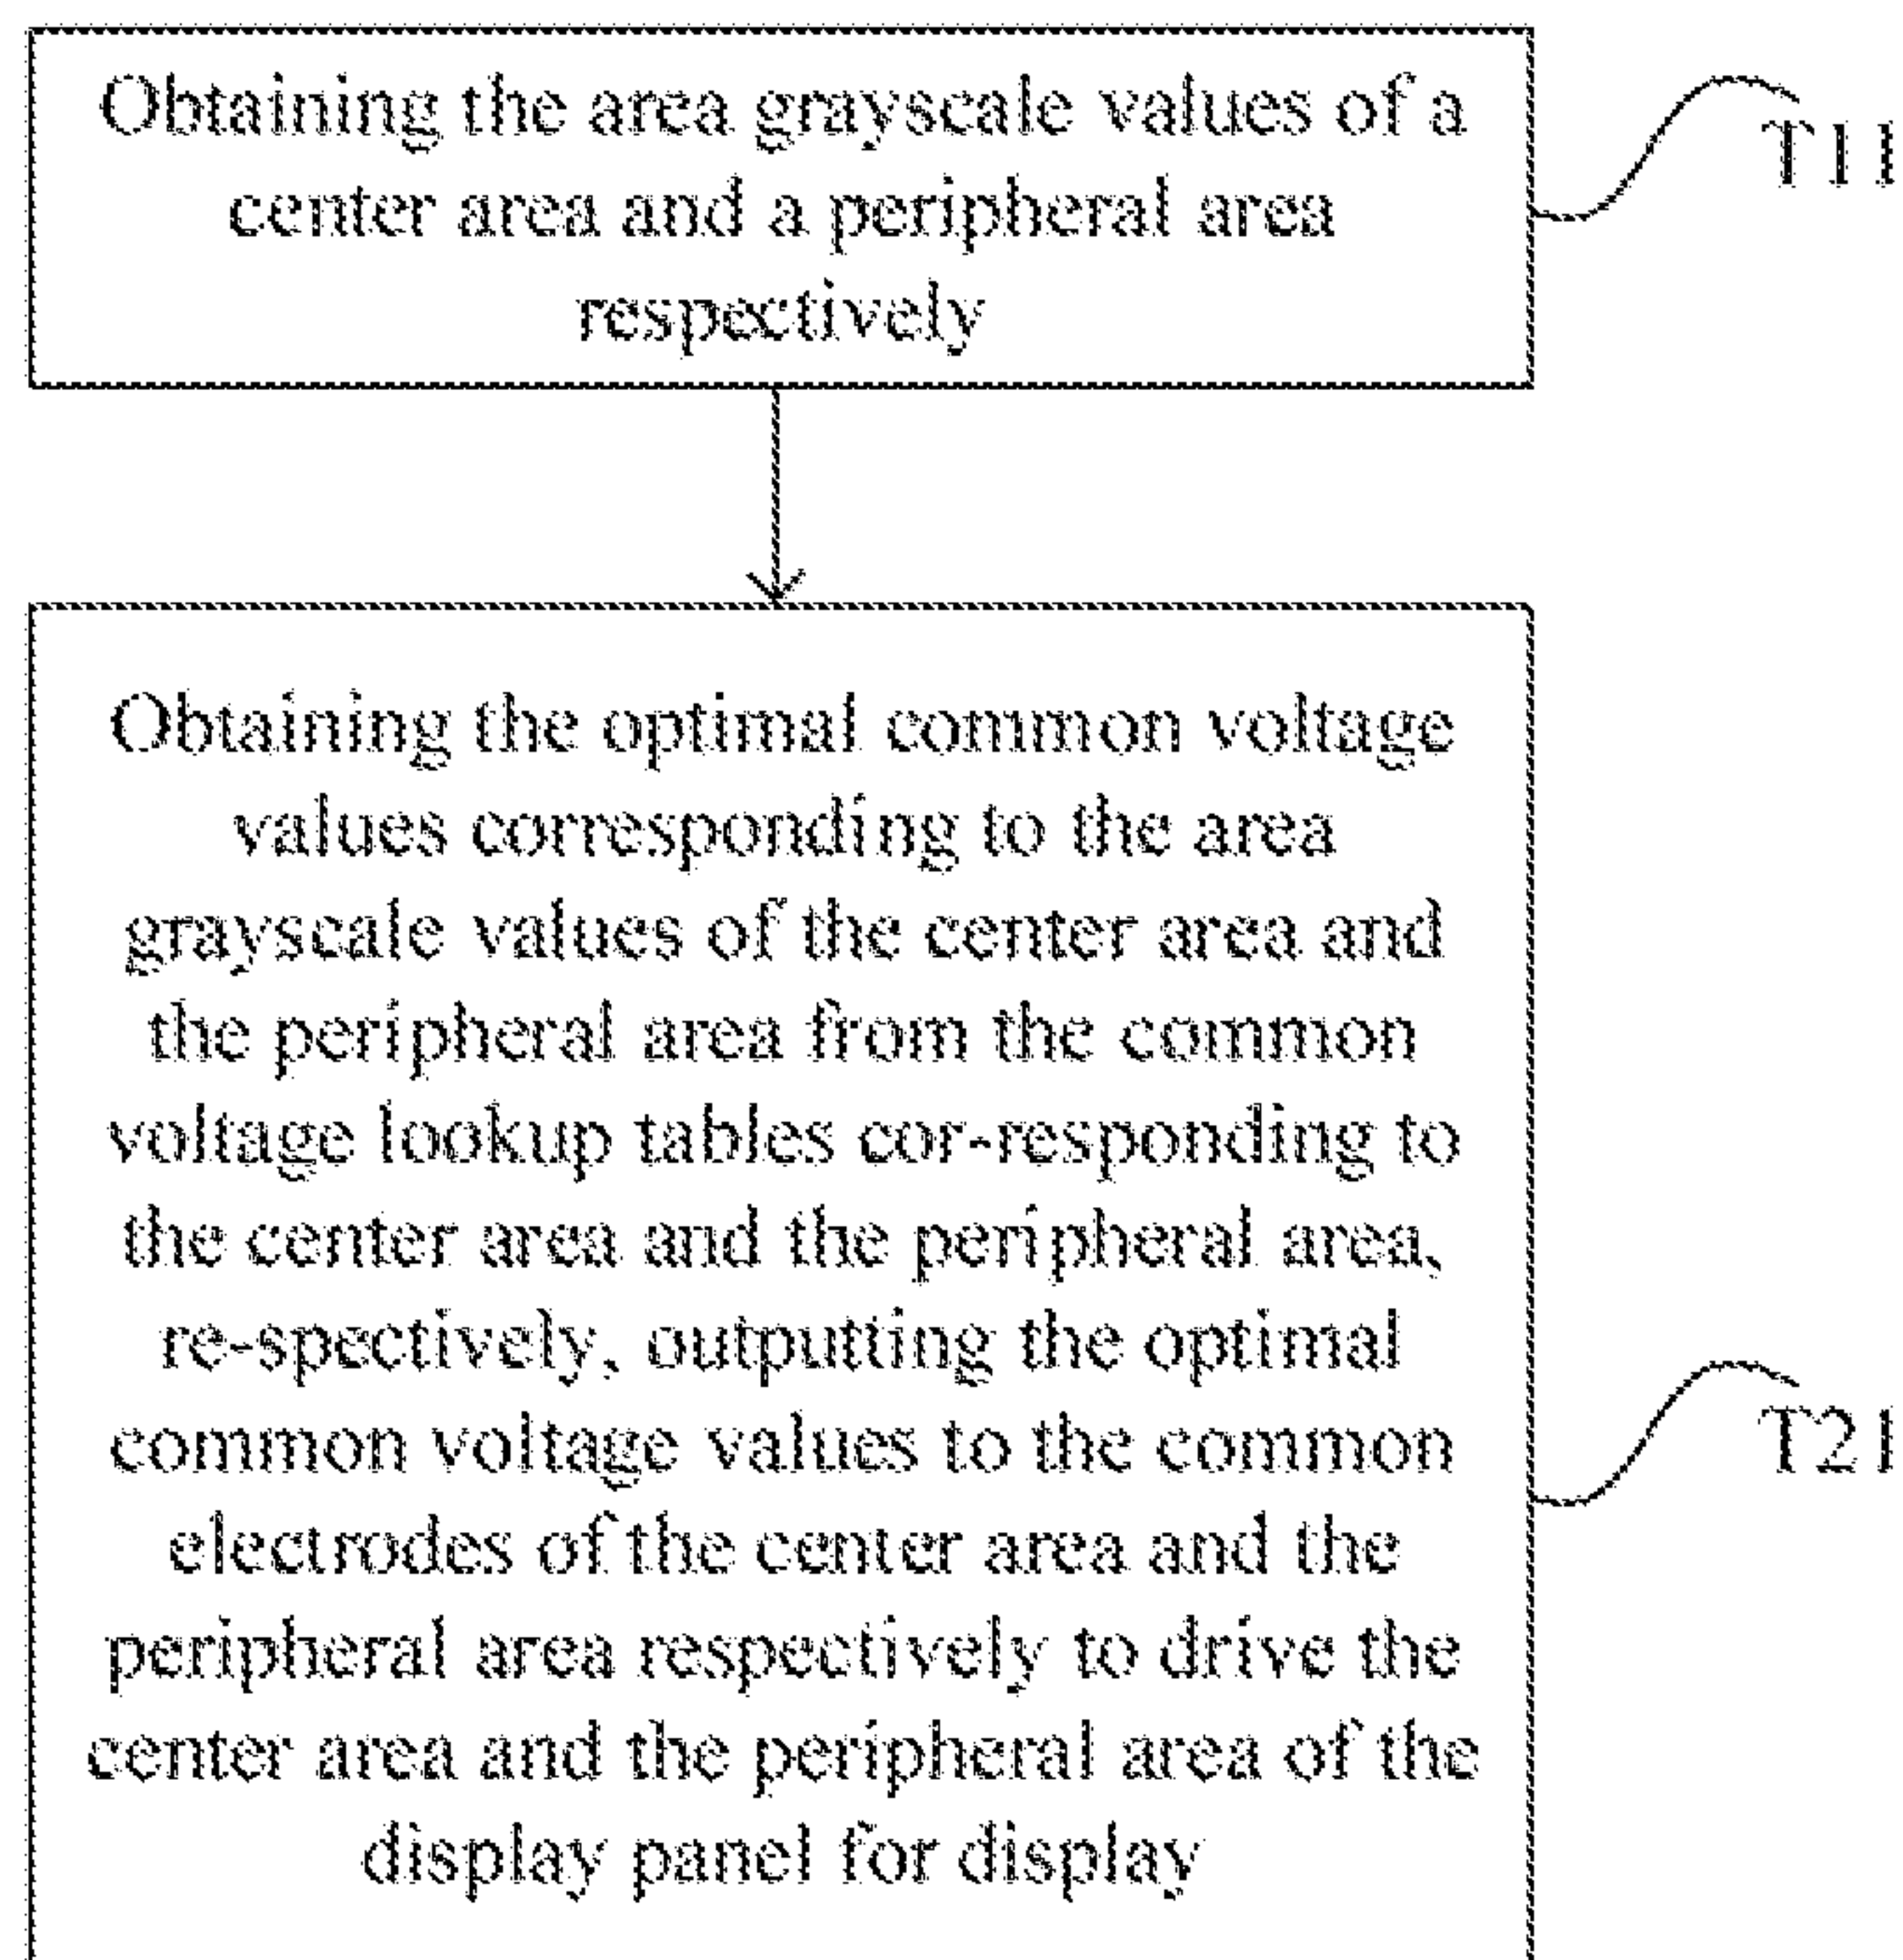 Obtaining the area grayscale values of a
center area and a peripheral area
respectively
T11
Obtaining the optimal common voltage
values corresponding to the area
grayscale values of the center area and
the peripheral area from the common
voltage lookup tables cor-responding to
the center area and the peripheral area,
re-spectively, outputting the optimal
common voltage values to the common
electrodes of the center area and the
peripheral area respectively to drive the
center area and the peripheral area of the
display panel for display
T21